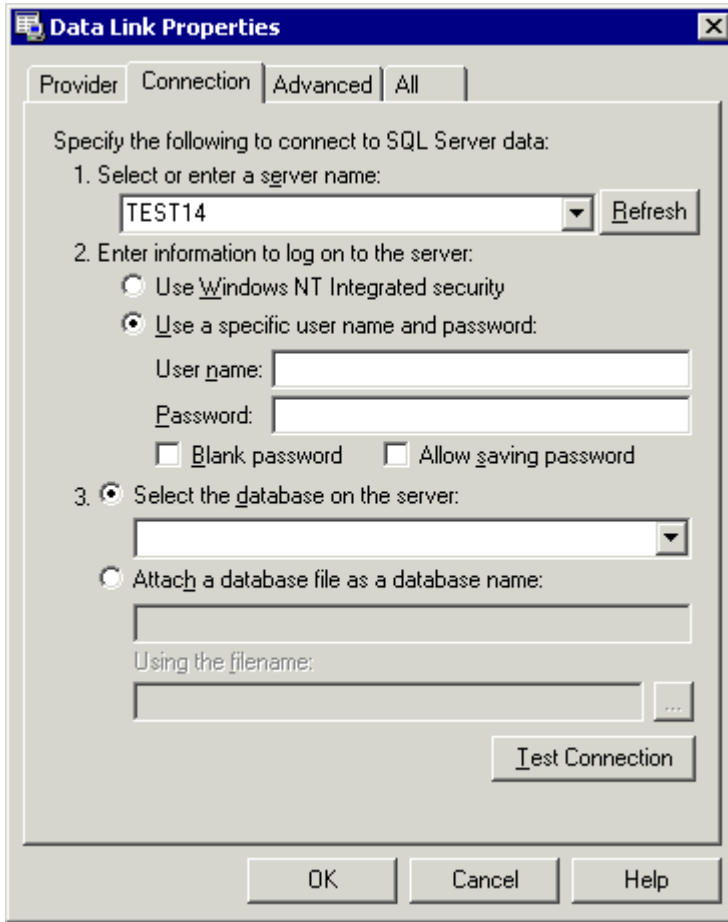 Data Link Properties
Provider Connection Advanced All
Specify the following to connect to SQL Server data:
1. Select or enter a server name:
TEST14 Refresh
2. Enter information to log on to the server:
Use Windows NT Integrated security
Use a specific user name and password:
User name:
Password:
Blank password Allow saving password
3. Select the database on the server:
Attach a database file as a database name:
Using the filename:
...
Test Connection
OK Cancel Help